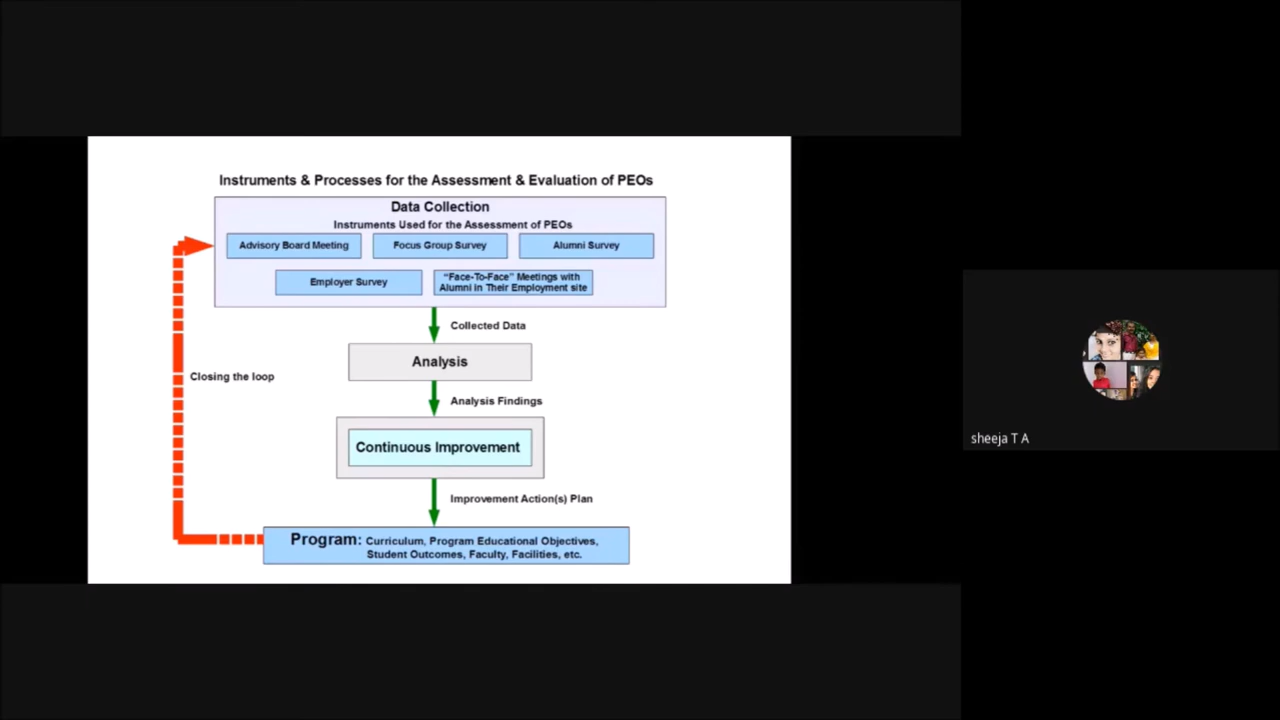 Instruments & Processes for the Assessment & Evaluation of PEOs
Data Collection
Instruments Used for the Assessment of PEOs
Advisory Board Meeting
Focus Group Survey
Alumni Survey
Employer Survey
"Face-To-Face" Meetings with
Alumni in Their Employment site
Collected Data
Analysis
Closing the loop
Analysis Findings
Continuous Improvement
Improvement Action(s) Plan
Program: Curriculum, Program Educational Objectives,
Student Outcomes, Faculty, Facilities, etc.
sheeja T A